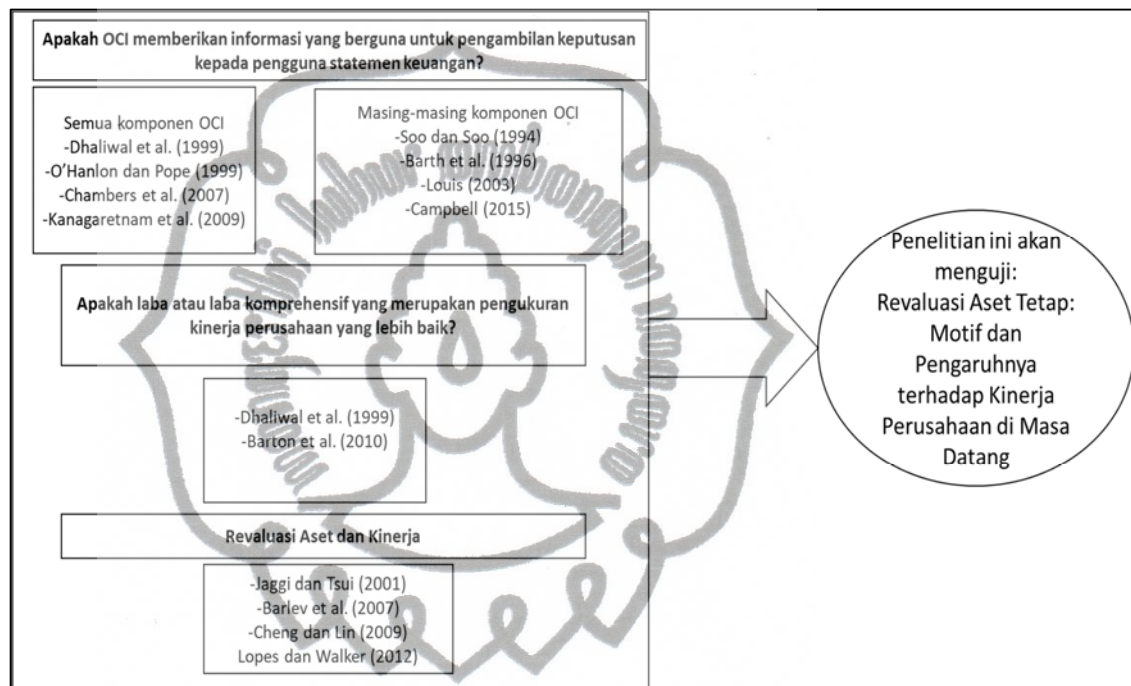 Apakah OCI memberikan informasi yang berguna untuk pengambilan keputusan
kepada pengguna statemen keuangan?
Semua komponen OCI
-Dhaliwal et al. (1999)
-O’Hanlon dan Pope (1999)
-Chambers et al. (2007)
-Kanagaretnam et al. (2009)
Masing-masing komponen OCI
-Soo dan Soo (1994)
-Barth et al. (1996)
-Louis (2003)
-Campbell (2015)
Apakah laba atau laba komprehensif yang merupakan pengukuran
kinerja perusahaan yang lebih baik?
-Dhaliwal et al. (1999)
-Barton et al. (2010)
Revaluasi Aset dan Kinerja
-Jaggi dan Tsui (2001)
-Barlev et al. (2007)
-Cheng dan Lin (2009)
Lopes dan Walker (2012)
Penelitian ini akan
menguji:
Revaluasi Aset Tetap:
Motif dan
Pengaruhnya
terhadap Kinerja
Perusahaan di Masa
Datang